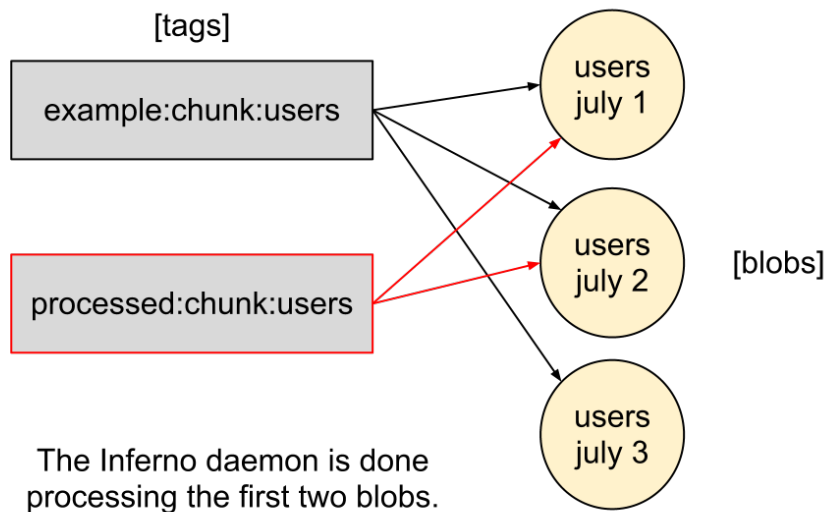 [tags]
example:chunk:users
processed:chunk:users
users
july 1
users
july 2
users
july 3
[blobs]
The Inferno daemon is done
processing the first two blobs.